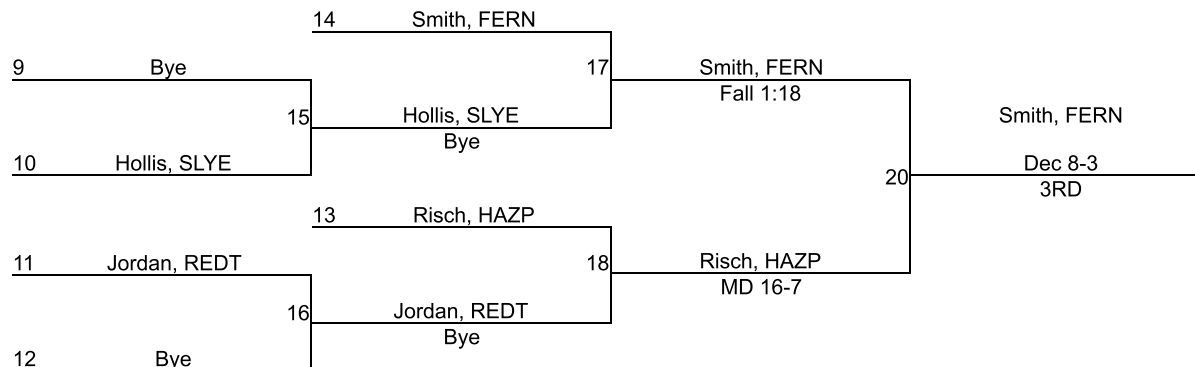 14 Smith, FERN
9 Bye
17 Smith, FERN
Fall 1:18
15 Hollis, SLYE
Bye
Smith, FERN
10 Hollis, SLYE
20 Dec 8-3
3RD
13 Risch, HAZP
11 Jordan, REDT
18 Risch, HAZP
MD 16-7
16 Jordan, REDT
Bye
12 Bye